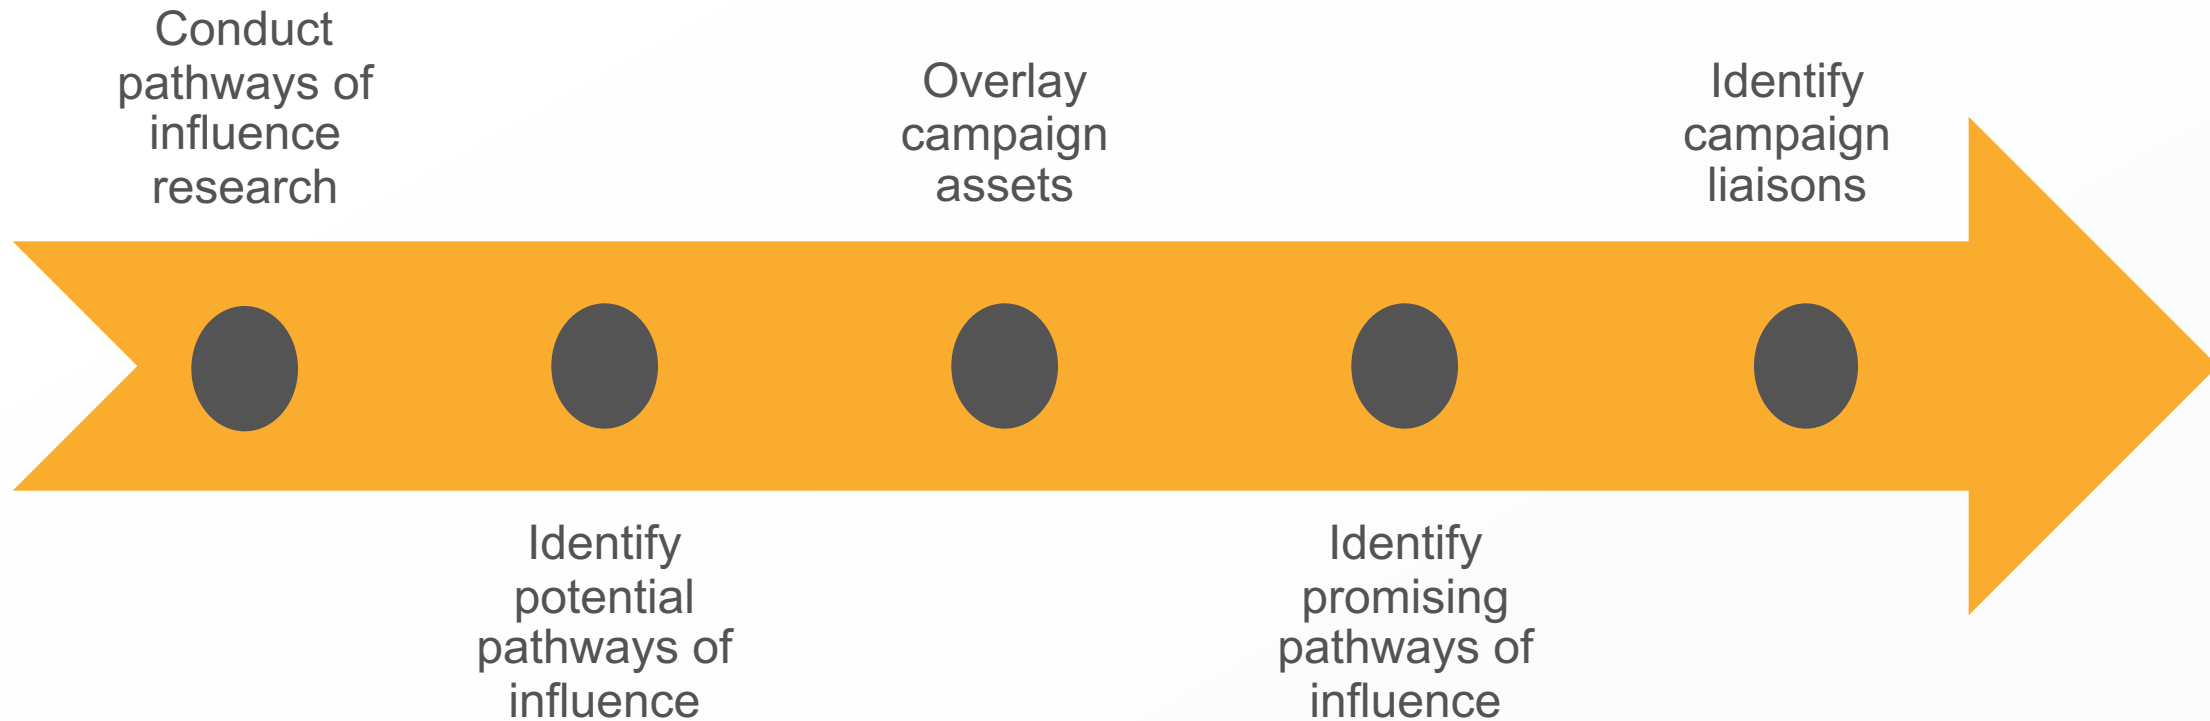 Conduct
pathways of
influence
research
Identify
potential
pathways of
influence
Overlay
campaign
assets
Identify
promising
pathways of
influence
Identify
campaign
liaisons